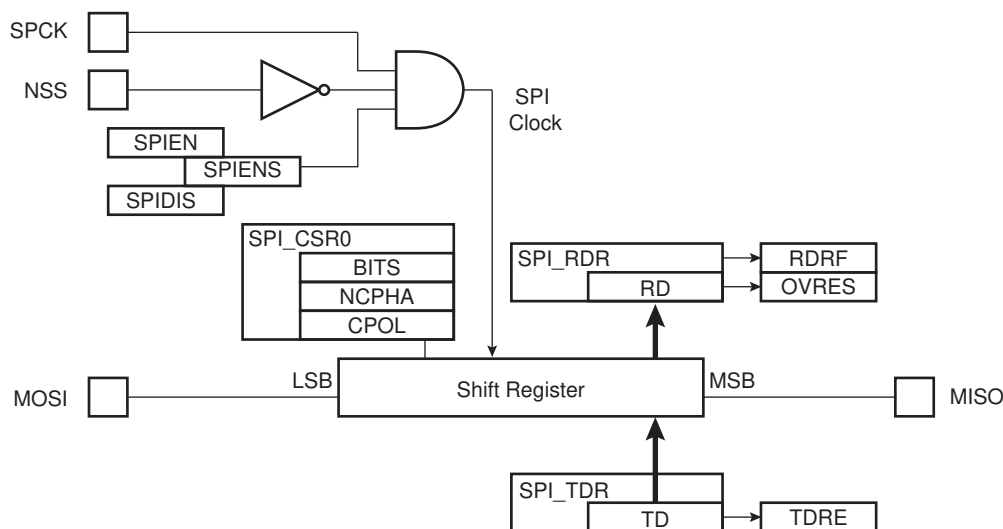 SPCK
NSS
SPI
Clock
SPIEN
SPIENS
SPIDIS
SPI_CSR0
BITS
NCPHA
CPOL
SPI_RDR
RD
RDRF
OVRES
MOSI
LSB
Shift Register
MSB
MISO
SPI_TDR
TD
TDRE